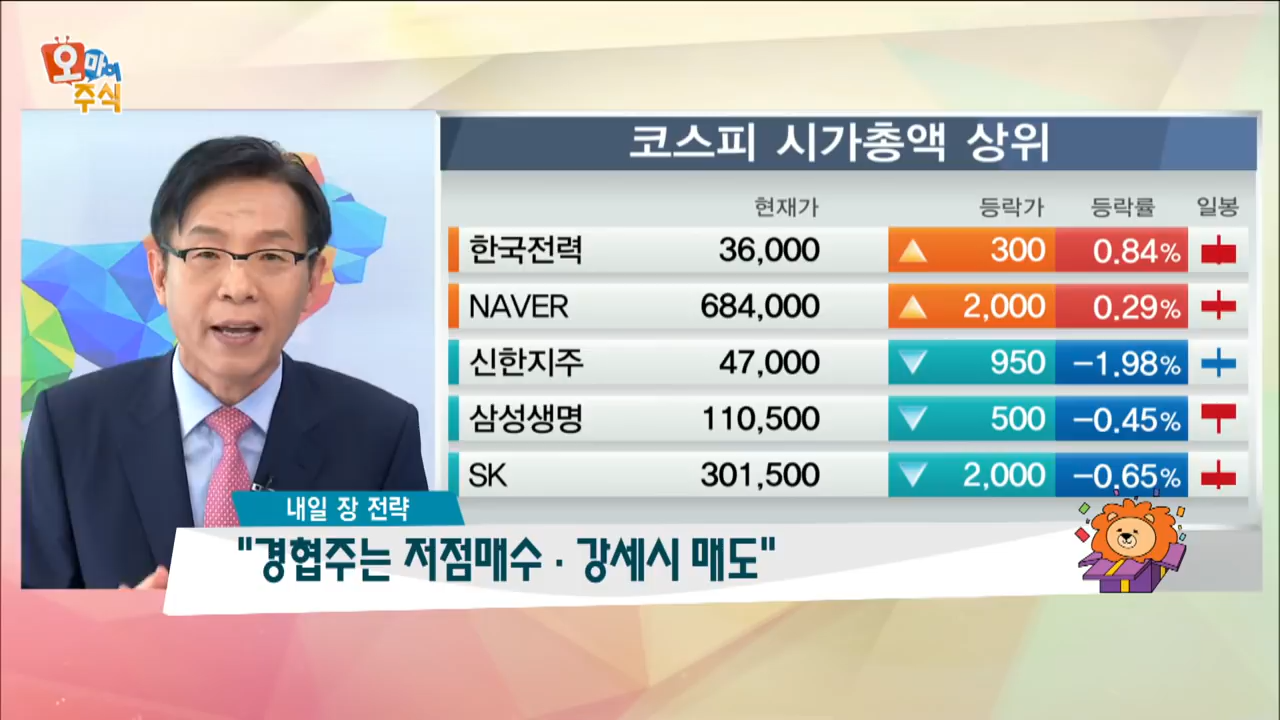 오마이
주식
코스피 시가총액 상위
현재가 등락가 등락률 일봉
한국전력 36,000 ▲ 300 0.84%
NAVER 684,000 ▲ 2,000 0.29%
신한지주 47,000 ▼ 950 -1.98%
삼성생명 110,500 ▼ 500 -0.45%
SK 301,500 ▼ 2,000 -0.65%
내일 장 전략
"경협주는 저점매수 · 강세시 매도"